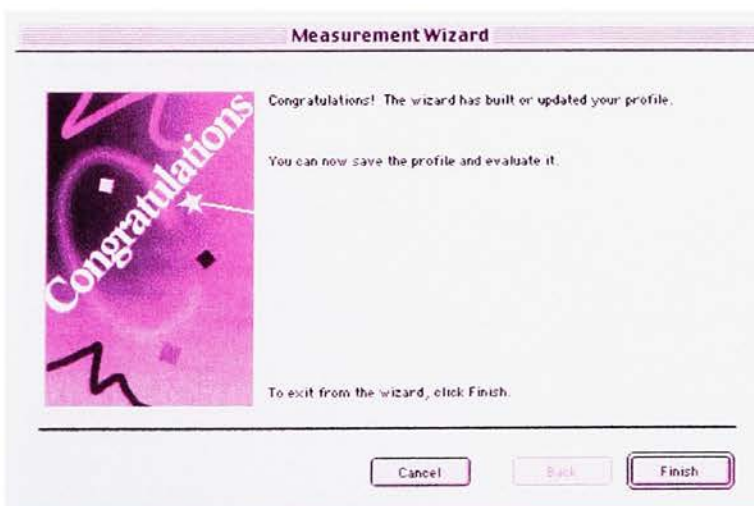 Measurement Wizard
Congratulations
Congratulations! The wizard has built or updated your profile.
You can now save the profile and evaluate it.
To exit from the wizard, click Finish.
Cancel
Back
Finish